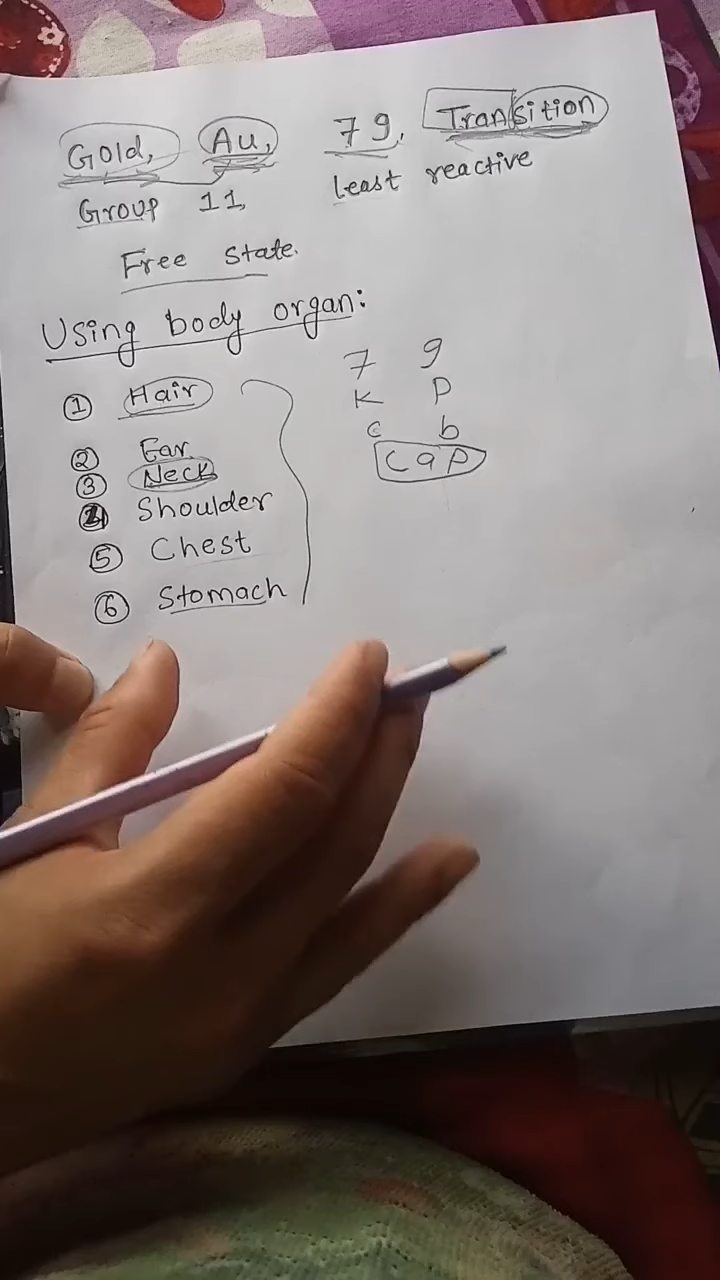 Gold, Au, 79, Transition
Group 11, least reactive
Free state.
Using body organ:
① Hair
② Ear
③ Neck
④ Shoulder
⑤ Chest
⑥ Stomach
7 9
K P
c b
cap